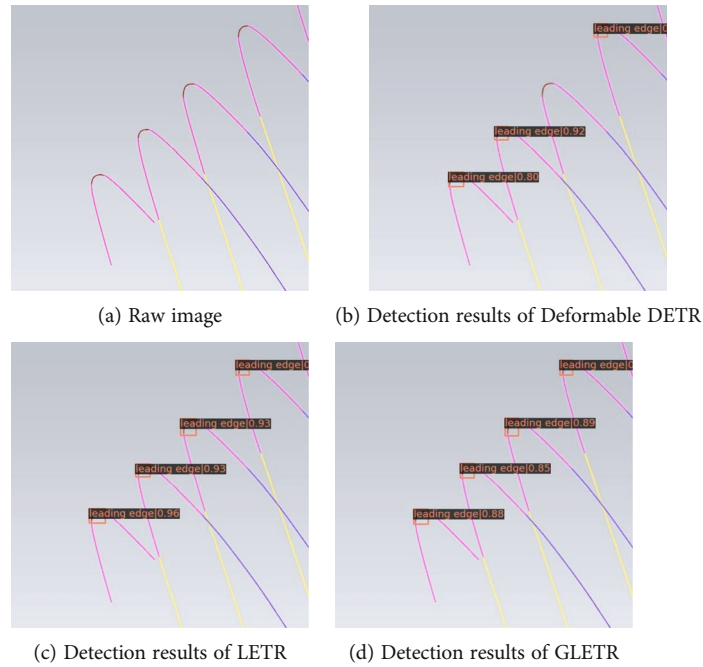 leading edge|0
leading edge|0.92
leading edge|0.80
(a) Raw image
(b) Detection results of Deformable DETR
leading edge|0
leading edge|0.93
leading edge|0.93
leading edge|0.96
leading edge|0
leading edge|0.89
leading edge|0.85
leading edge|0.88
(c) Detection results of LETR
(d) Detection results of GLETR